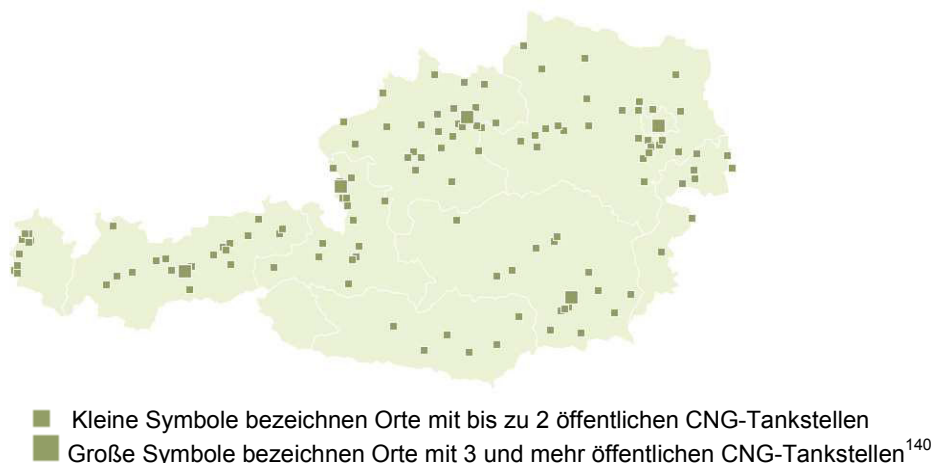 Kleine Symbole bezeichnen Orte mit bis zu 2 öffentlichen CNG-Tankstellen
Große Symbole bezeichnen Orte mit 3 und mehr öffentlichen CNG-Tankstellen¹⁴⁰